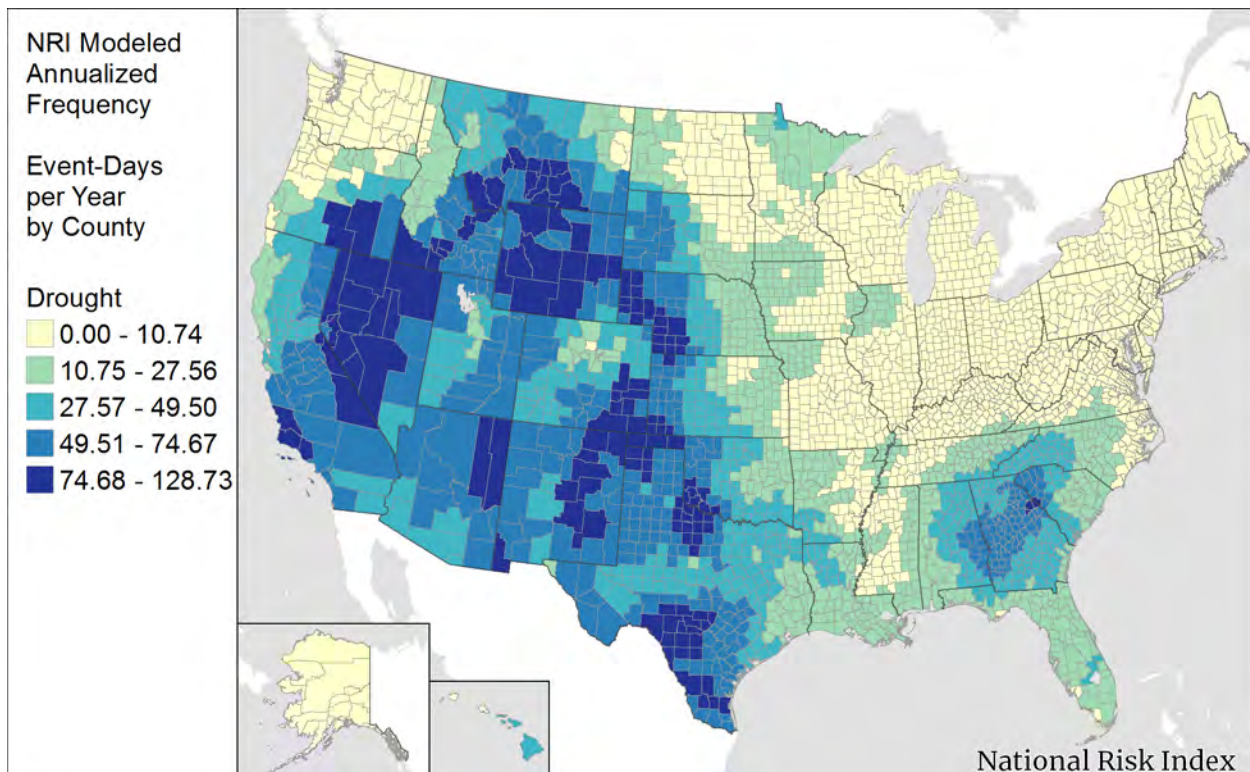 NRI Modeled
Annualized
Frequency
Event-Days
per Year
by County
Drought
0.00 - 10.74
10.75 - 27.56
27.57 - 49.50
49.51 - 74.67
74.68 - 128.73
National Risk Index